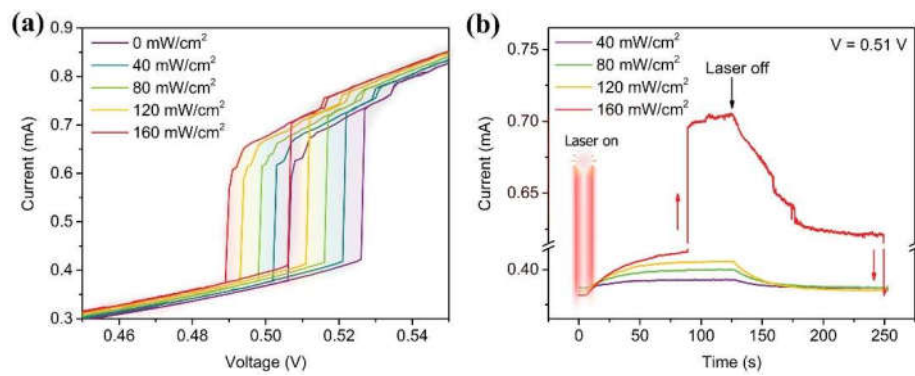 (a)
0 mW/cm²
40 mW/cm²
80 mW/cm²
120 mW/cm²
160 mW/cm²
Current (mA)
0.9
0.8
0.7
0.6
0.5
0.4
0.3
0.46
0.48
0.50
0.52
0.54
Voltage (V)
(b)
40 mW/cm²
80 mW/cm²
120 mW/cm²
160 mW/cm²
V = 0.51 V
Laser off
Laser on
Current (mA)
0.75
0.70
0.65
0.40
0
50
100
150
200
250
Time (s)